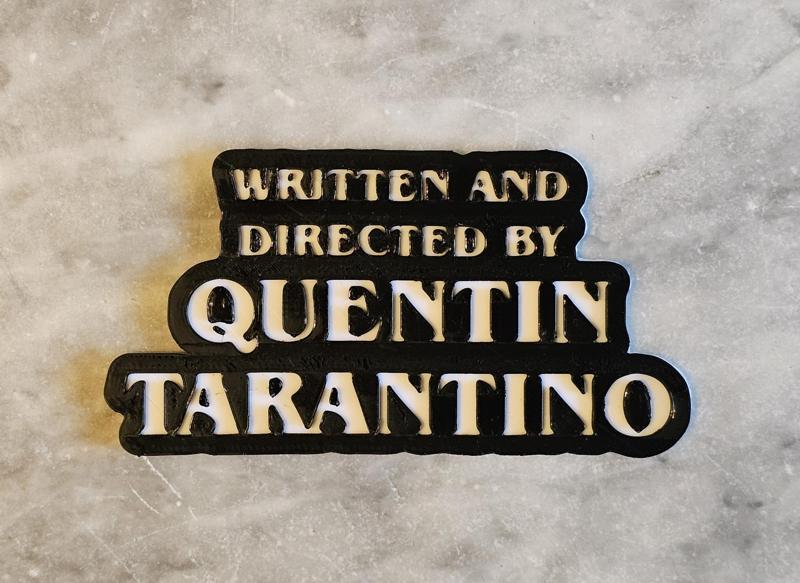 WRITTEN AND
DIRECTED BY
QUENTIN
TARANTINO